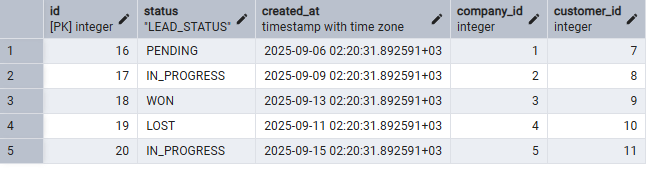 id status created_at company_id customer_id
[PK] integer "LEAD_STATUS" timestamp with time zone integer integer
1 16 PENDING 2025-09-06 02:20:31.892591+03 1 7
2 17 IN_PROGRESS 2025-09-09 02:20:31.892591+03 2 8
3 18 WON 2025-09-13 02:20:31.892591+03 3 9
4 19 LOST 2025-09-11 02:20:31.892591+03 4 10
5 20 IN_PROGRESS 2025-09-15 02:20:31.892591+03 5 11